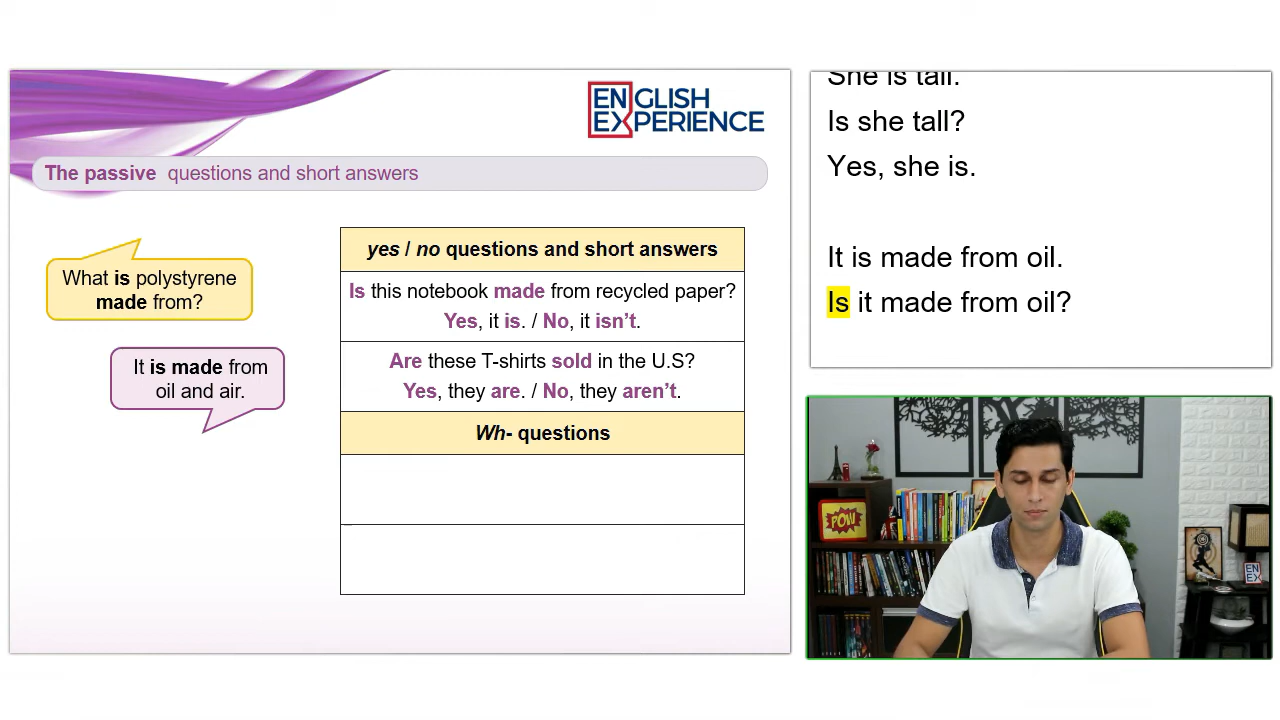 ENGLISH
EXPERIENCE
The passive questions and short answers
What is polystyrene
made from?
It is made from
oil and air.
yes / no questions and short answers
Is this notebook made from recycled paper?
Yes, it is. / No, it isn’t.
Are these T-shirts sold in the U.S?
Yes, they are. / No, they aren’t.
Wh- questions
She is tall.
Is she tall?
Yes, she is.
It is made from oil.
Is it made from oil?
POW
EN
EX